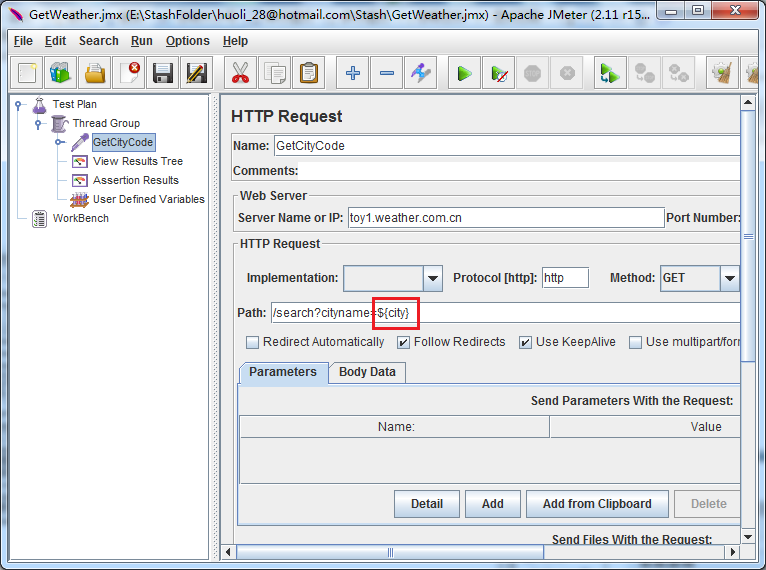 GetWeather.jmx (E:\StashFolder\huoli_28@hotmail.com\Stash\GetWeather.jmx) - Apache JMeter (2.11 r15...
File Edit Search Run Options Help
Test Plan
Thread Group
GetCityCode
View Results Tree
Assertion Results
User Defined Variables
WorkBench
HTTP Request
Name: GetCityCode
Comments:
Web Server
Server Name or IP: toy1.weather.com.cn Port Number:
HTTP Request
Implementation: Protocol [http]: http Method: GET
Path: /search?cityname=${city}
Redirect Automatically Follow Redirects Use KeepAlive Use multipart/for
Parameters Body Data
Send Parameters With the Request:
Name: Value
Detail Add Add from Clipboard Delete
Send Files With the Request: